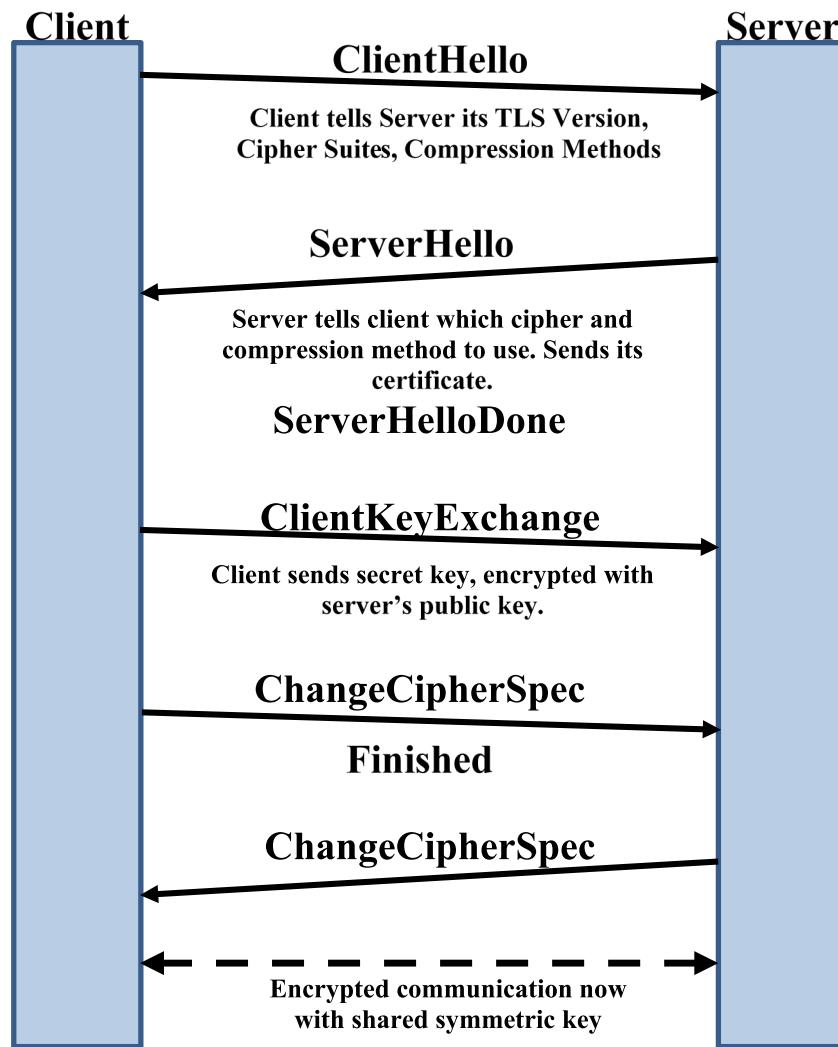 Client
Server
ClientHello
Client tells Server its TLS Version,
Cipher Suites, Compression Methods
ServerHello
Server tells client which cipher and
compression method to use. Sends its
certificate.
ServerHelloDone
ClientKeyExchange
Client sends secret key, encrypted with
server’s public key.
ChangeCipherSpec
Finished
ChangeCipherSpec
Encrypted communication now
with shared symmetric key